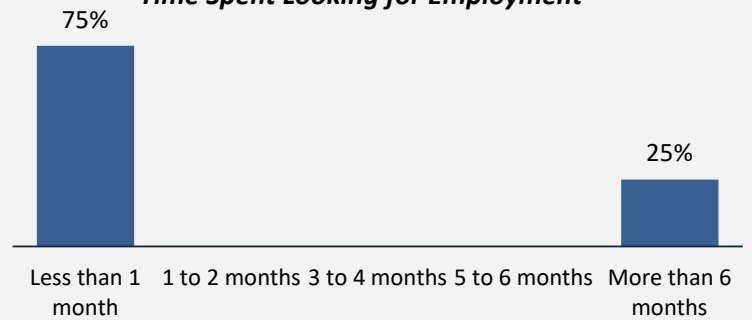 Time Spent Looking for Employment
75%
25%
Less than 1 month
1 to 2 months
3 to 4 months
5 to 6 months
More than 6 months